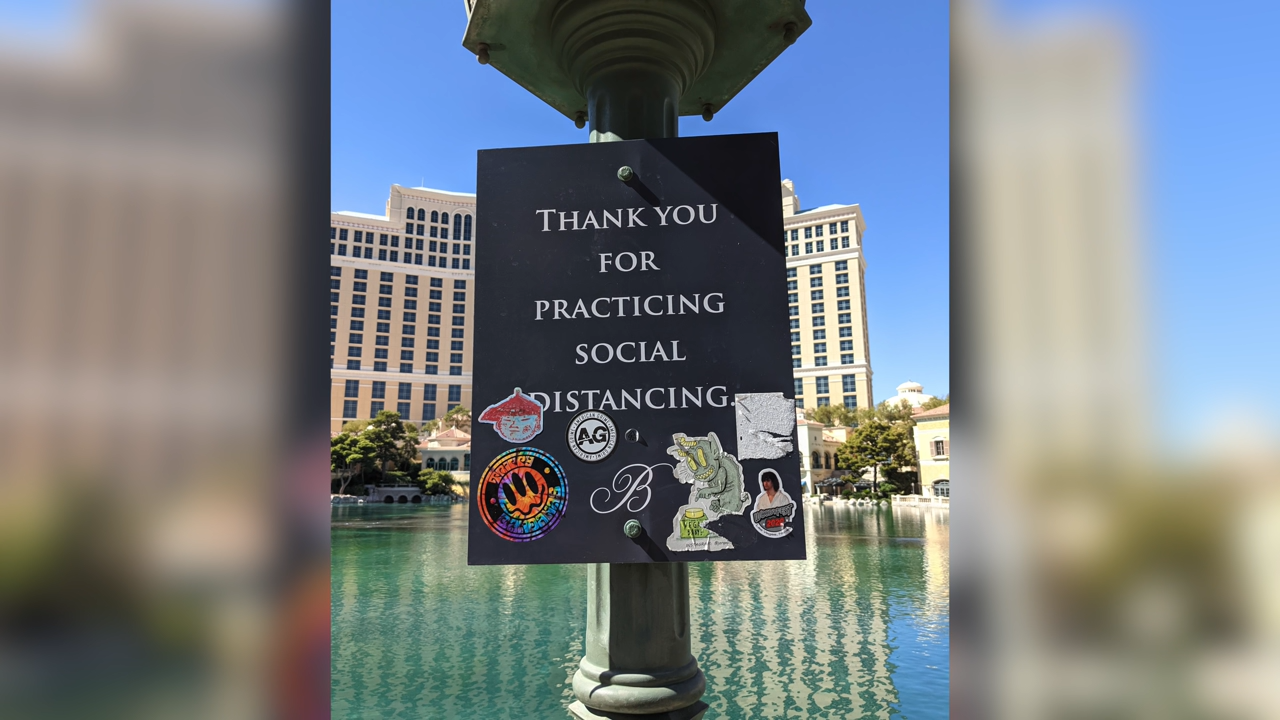 THANK YOU
FOR
PRACTICING
SOCIAL
DISTANCING.
AG
B